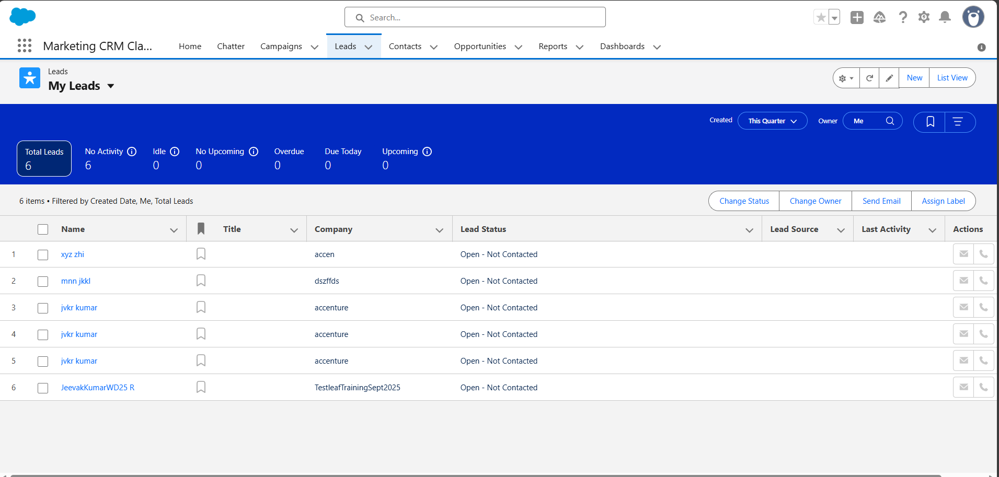 Search...
Marketing CRM Cla... Home Chatter Campaigns Leads Contacts Opportunities Reports Dashboards
Leads
My Leads
New List View
Created This Quarter Owner Me
Total Leads No Activity Idle No Upcoming Overdue Due Today Upcoming
6 6 0 0 0 0 0
6 items • Filtered by Created Date, Me, Total Leads
Change Status Change Owner Send Email Assign Label
Name Title Company Lead Status Lead Source Last Activity Actions
1 xyz zhi accen Open - Not Contacted
2 mnn jkkl dszffds Open - Not Contacted
3 jvkr kumar accenture Open - Not Contacted
4 jvkr kumar accenture Open - Not Contacted
5 jvkr kumar accenture Open - Not Contacted
6 JeevakKumarWD25 R TestleafTrainingSept2025 Open - Not Contacted